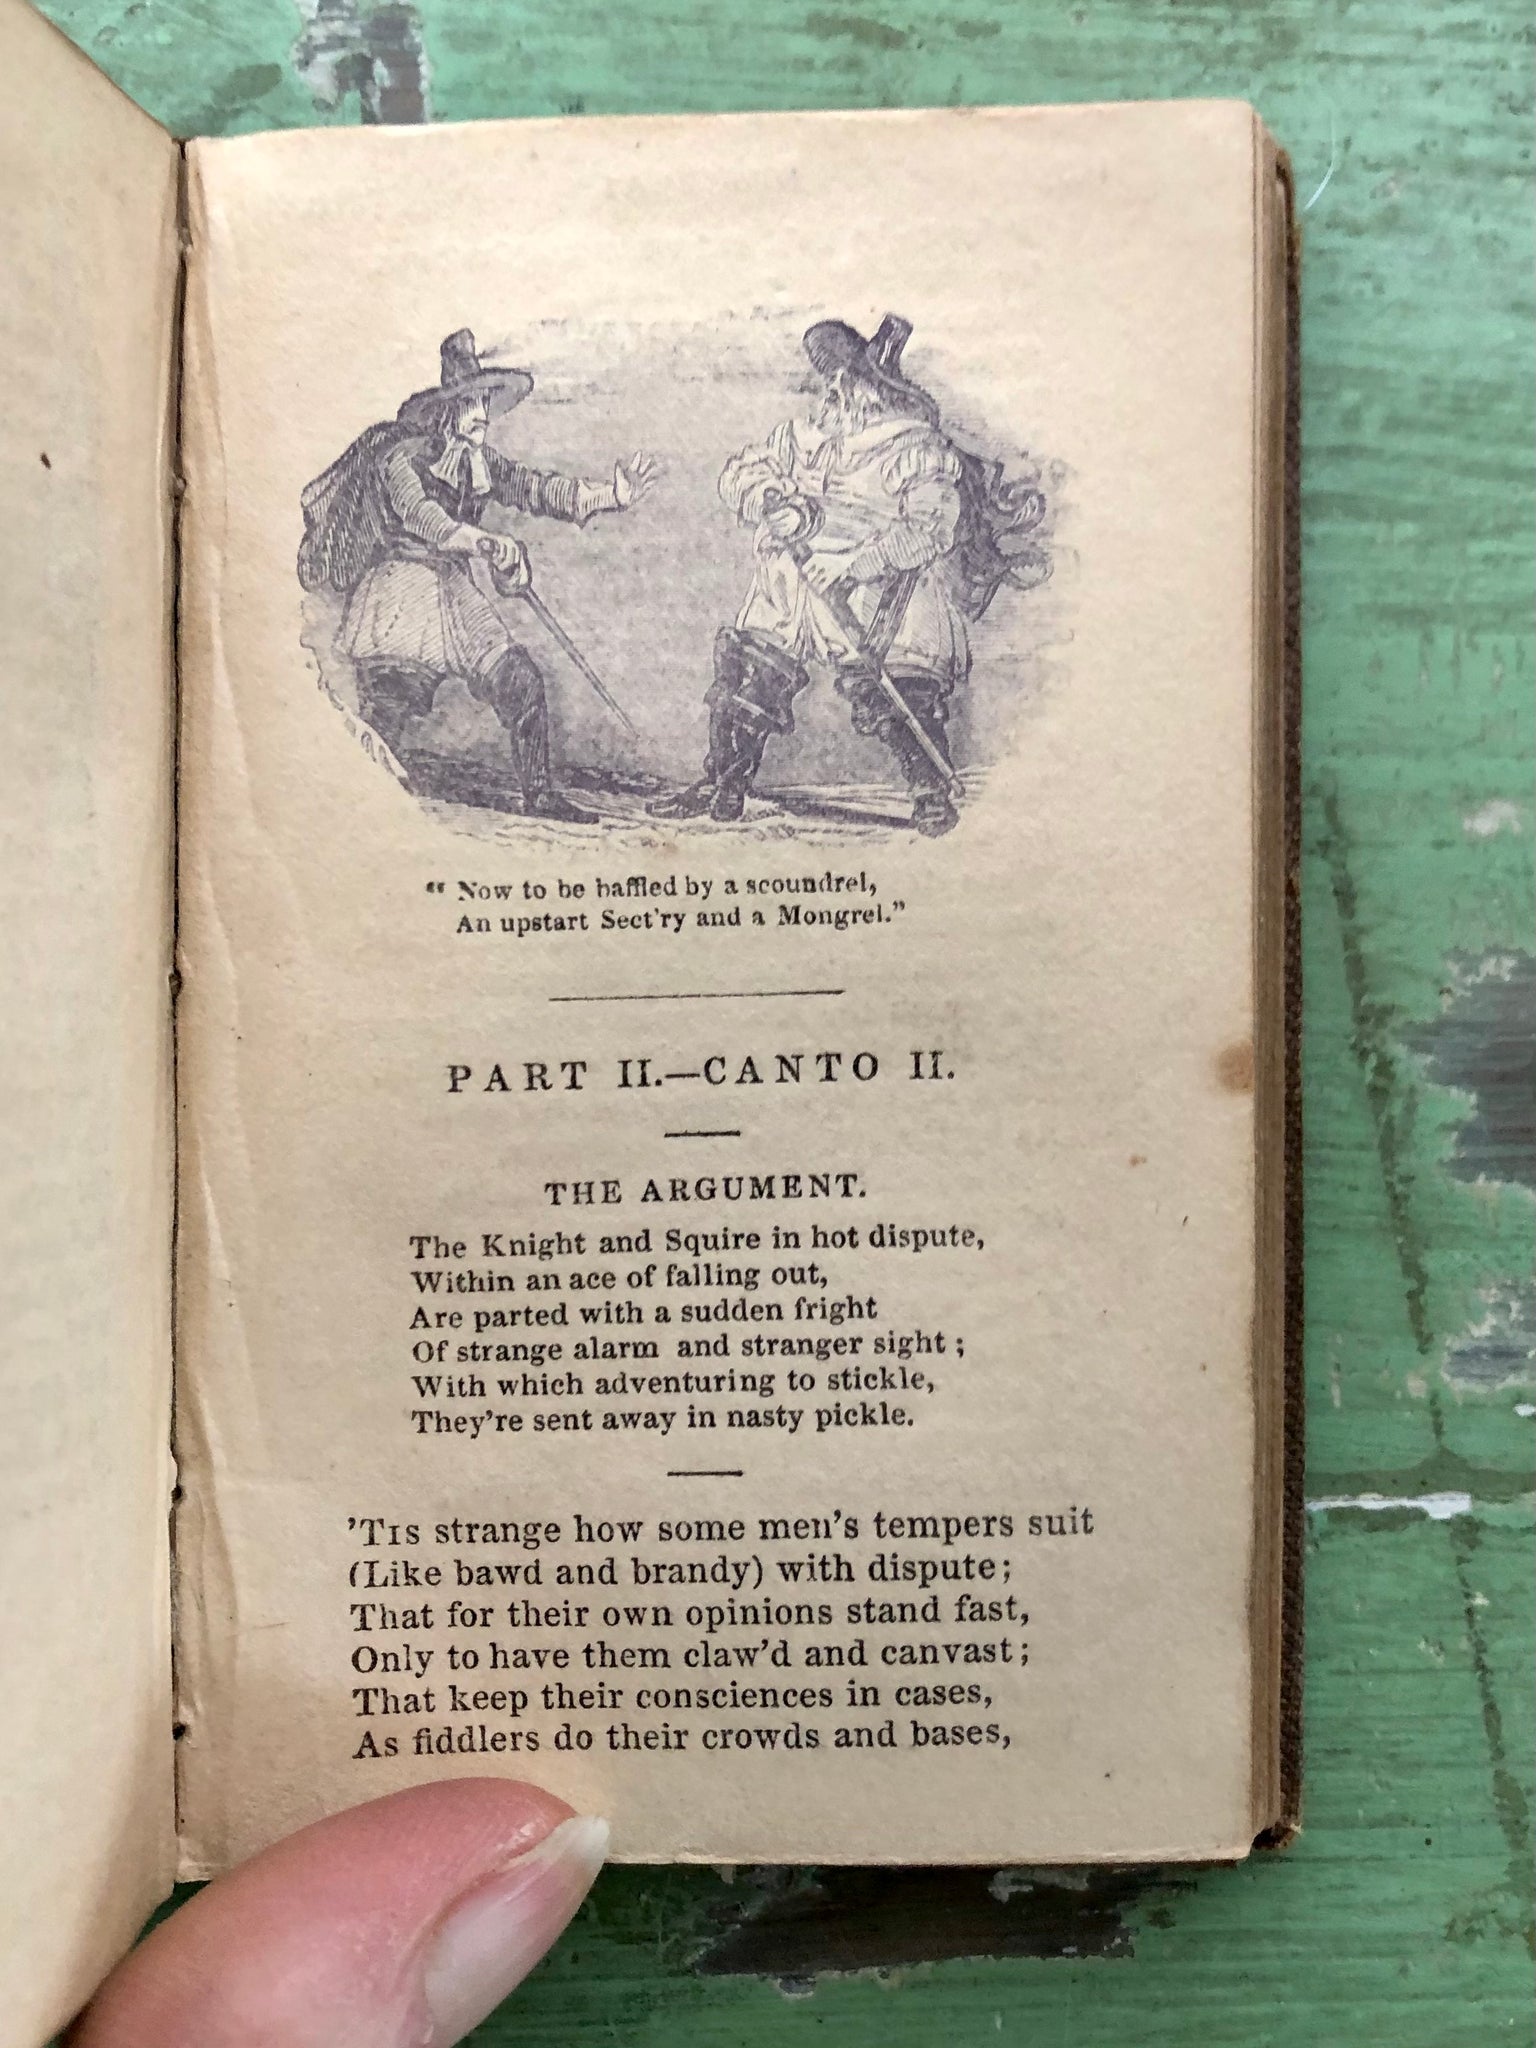 “ Now to be baffled by a scoundrel,
An upstart Sect'ry and a Mongrel.”
PART II.—CANTO II.
THE ARGUMENT.
The Knight and Squire in hot dispute,
Within an ace of falling out,
Are parted with a sudden fright
Of strange alarm and stranger sight ;
With which adventuring to stickle,
They're sent away in nasty pickle.
'TIS strange how some men's tempers suit
(Like bawd and brandy) with dispute;
That for their own opinions stand fast,
Only to have them claw'd and canvast;
That keep their consciences in cases,
As fiddlers do their crowds and bases,